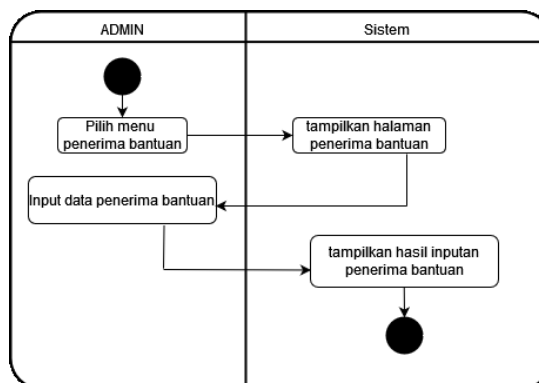 ADMIN
Sistem
Pilih menu
penerima bantuan
tampilkan halaman
penerima bantuan
Input data penerima bantuan
tampilkan hasil inputan
penerima bantuan